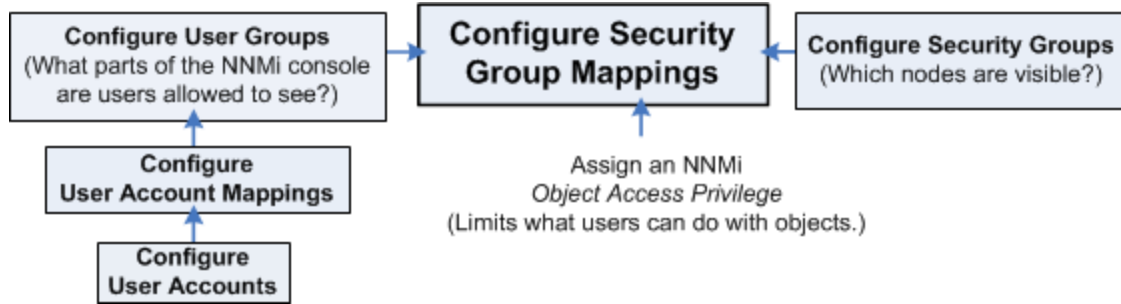 Configure User Groups
(What parts of the NNMi console
are users allowed to see?)
Configure Security
Group Mappings
Configure Security Groups
(Which nodes are visible?)
Configure
User Account Mappings
Assign an NNMi
Object Access Privilege
(Limits what users can do with objects.)
Configure
User Accounts